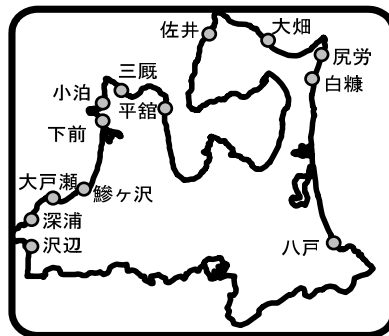 佐井
大畑
尻労
白糠
三厩
小泊
平舘
下前
大戸瀬
鰺ヶ沢
深浦
沢辺
八戸